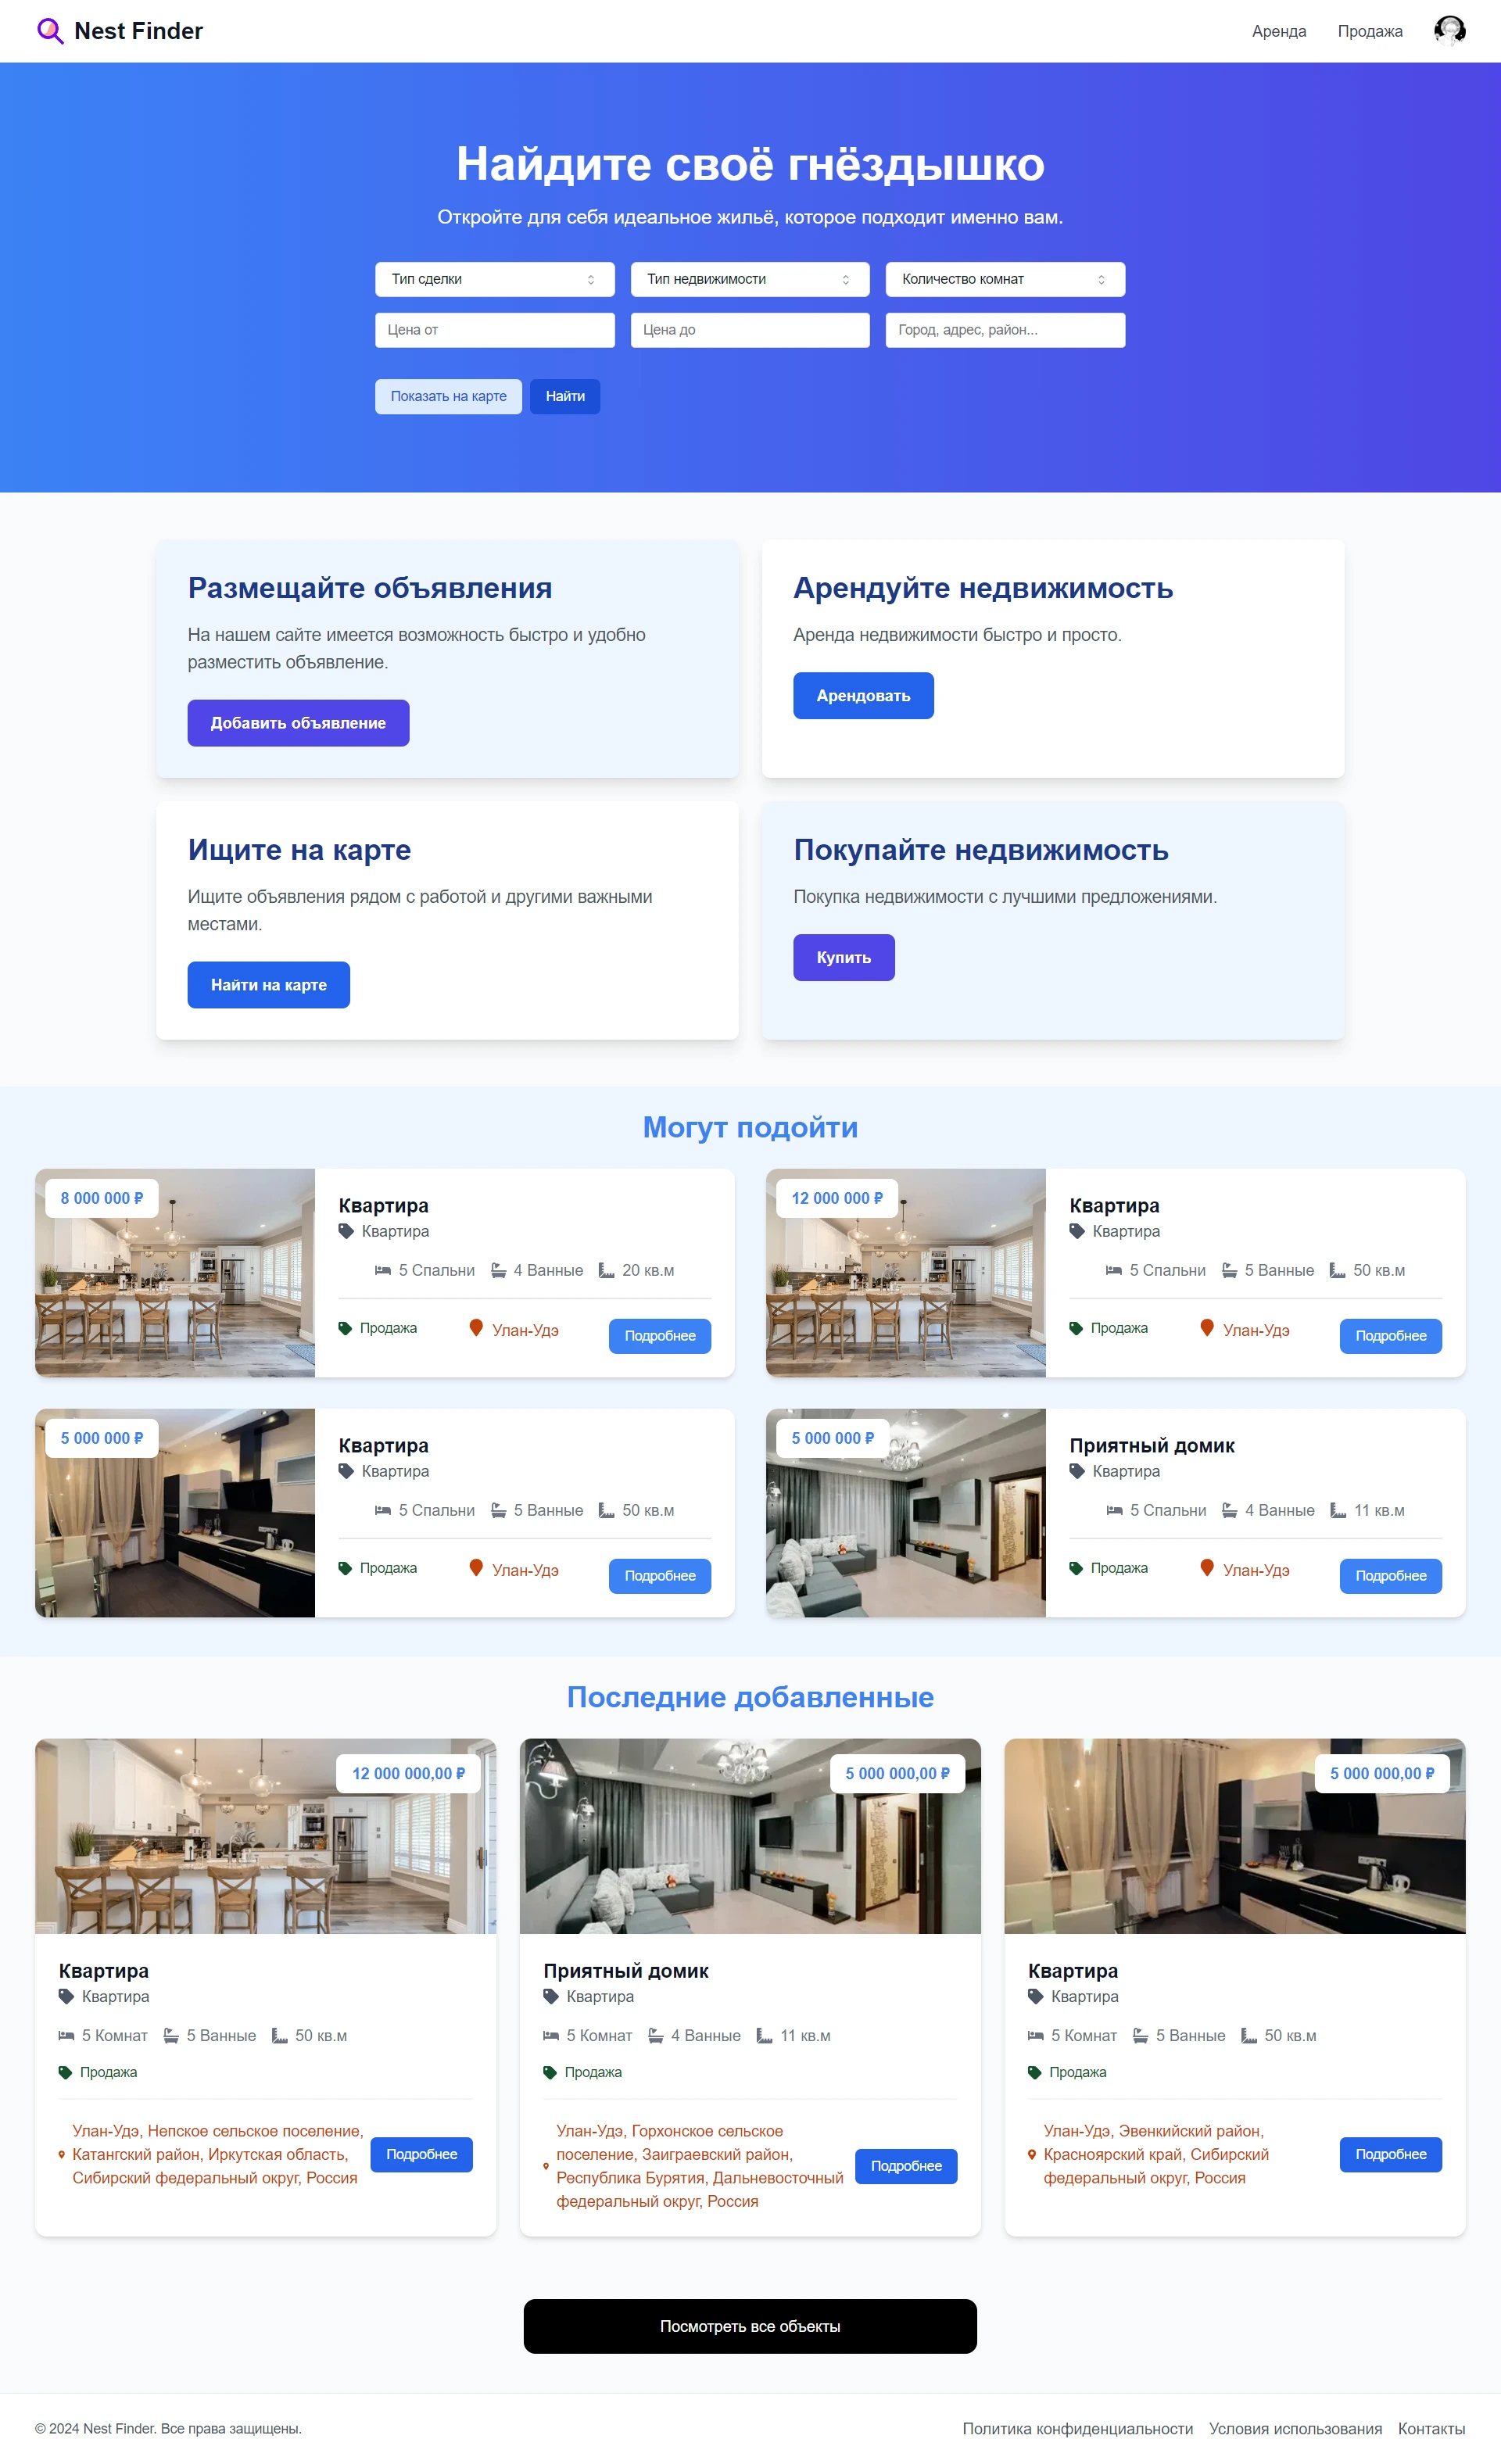 Nest Finder
Аренда
Продажа
Найдите своё гнёздышко
Откройте для себя идеальное жильё, которое подходит именно вам.
Тип сделки
Тип недвижимости
Количество комнат
Цена от
Цена до
Город, адрес, район...
Показать на карте
Найти
Размещайте объявления
На нашем сайте имеется возможность быстро и удобно
разместить объявление.
Добавить объявление
Арендуйте недвижимость
Аренда недвижимости быстро и просто.
Арендовать
Ищите на карте
Ищите объявления рядом с работой и другими важными
местами.
Найти на карте
Покупайте недвижимость
Покупка недвижимости с лучшими предложениями.
Купить
Могут подойти
8 000 000 ₽
Квартира
Квартира
5 Спальни 4 Ванные 20 кв.м
Продажа
Улан-Удэ
Подробнее
12 000 000 ₽
Квартира
Квартира
5 Спальни 5 Ванные 50 кв.м
Продажа
Улан-Удэ
Подробнее
5 000 000 ₽
Квартира
Квартира
5 Спальни 5 Ванные 50 кв.м
Продажа
Улан-Удэ
Подробнее
5 000 000 ₽
Приятный домик
Квартира
5 Спальни 4 Ванные 11 кв.м
Продажа
Улан-Удэ
Подробнее
Последние добавленные
12 000 000,00 ₽
Квартира
Квартира
5 Комнат 5 Ванные 50 кв.м
Продажа
Улан-Удэ, Непское сельское поселение,
Катангский район, Иркутская область,
Сибирский федеральный округ, Россия
Подробнее
5 000 000,00 ₽
Приятный домик
Квартира
5 Комнат 4 Ванные 11 кв.м
Продажа
Улан-Удэ, Горхонское сельское
поселение, Заиграевский район,
Республика Бурятия, Дальневосточный
федеральный округ, Россия
Подробнее
5 000 000,00 ₽
Квартира
Квартира
5 Комнат 5 Ванные 50 кв.м
Продажа
Улан-Удэ, Эвенкийский район,
Красноярский край, Сибирский
федеральный округ, Россия
Подробнее
Посмотреть все объекты
© 2024 Nest Finder. Все права защищены.
Политика конфиденциальности
Условия использования
Контакты